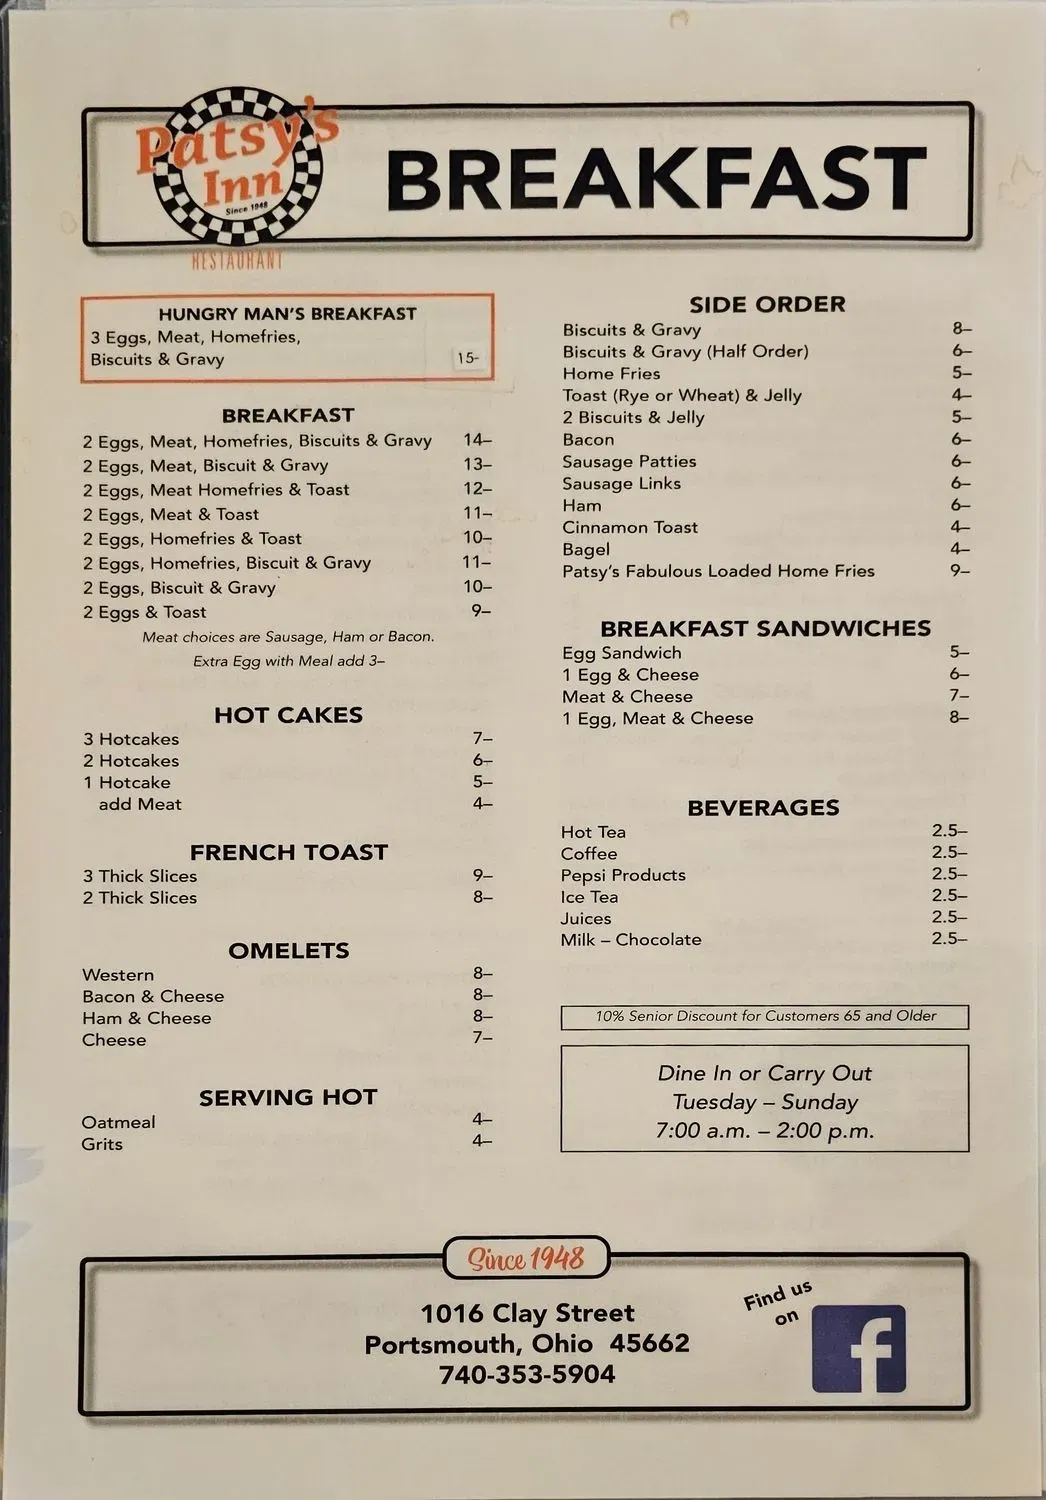 Patsy's
Inn
Since 1948
RESTAURANT
BREAKFAST
HUNGRY MAN'S BREAKFAST
3 Eggs, Meat, Homefries,
Biscuits & Gravy 15-
BREAKFAST
2 Eggs, Meat, Homefries, Biscuits & Gravy 14–
2 Eggs, Meat, Biscuit & Gravy 13–
2 Eggs, Meat Homefries & Toast 12–
2 Eggs, Meat & Toast 11–
2 Eggs, Homefries & Toast 10–
2 Eggs, Homefries, Biscuit & Gravy 11–
2 Eggs, Biscuit & Gravy 10–
2 Eggs & Toast 9–
Meat choices are Sausage, Ham or Bacon.
Extra Egg with Meal add 3–
HOT CAKES
3 Hotcakes 7–
2 Hotcakes 6–
1 Hotcake 5–
add Meat 4–
FRENCH TOAST
3 Thick Slices 9–
2 Thick Slices 8–
OMELETS
Western 8–
Bacon & Cheese 8–
Ham & Cheese 8–
Cheese 7–
SERVING HOT
Oatmeal 4–
Grits 4–
SIDE ORDER
Biscuits & Gravy 8–
Biscuits & Gravy (Half Order) 6–
Home Fries 5–
Toast (Rye or Wheat) & Jelly 4–
2 Biscuits & Jelly 5–
Bacon 6–
Sausage Patties 6–
Sausage Links 6–
Ham 6–
Cinnamon Toast 4–
Bagel 4–
Patsy's Fabulous Loaded Home Fries 9–
BREAKFAST SANDWICHES
Egg Sandwich 5–
1 Egg & Cheese 6–
Meat & Cheese 7–
1 Egg, Meat & Cheese 8–
BEVERAGES
Hot Tea 2.5–
Coffee 2.5–
Pepsi Products 2.5–
Ice Tea 2.5–
Juices 2.5–
Milk – Chocolate 2.5–
10% Senior Discount for Customers 65 and Older
Dine In or Carry Out
Tuesday – Sunday
7:00 a.m. – 2:00 p.m.
Since 1948
1016 Clay Street
Portsmouth, Ohio 45662
740-353-5904
Find us
on
f